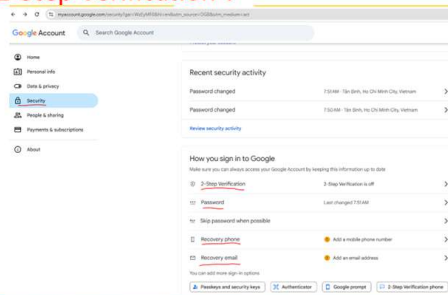 myaccount.google.com/security
Google Account
Search Google Account
Home
Personal info
Data & privacy
Security
People & sharing
Payments & subscriptions
About
Recent security activity
Password changed
7:51 AM · Tân Bình, Ho Chi Minh City, Vietnam
Password changed
7:50 AM · Tân Bình, Ho Chi Minh City, Vietnam
Review security activity
How you sign in to Google
Make sure you can always access your Google Account by keeping this information up to date
2-Step Verification
2-Step Verification is off
Password
Last changed 7:51 AM
Skip password when possible
Recovery phone
Add a mobile phone number
Recovery email
Add an email address
You can add more sign-in options
Passkeys and security keys
Authenticator
Google prompt
2-Step Verification phone